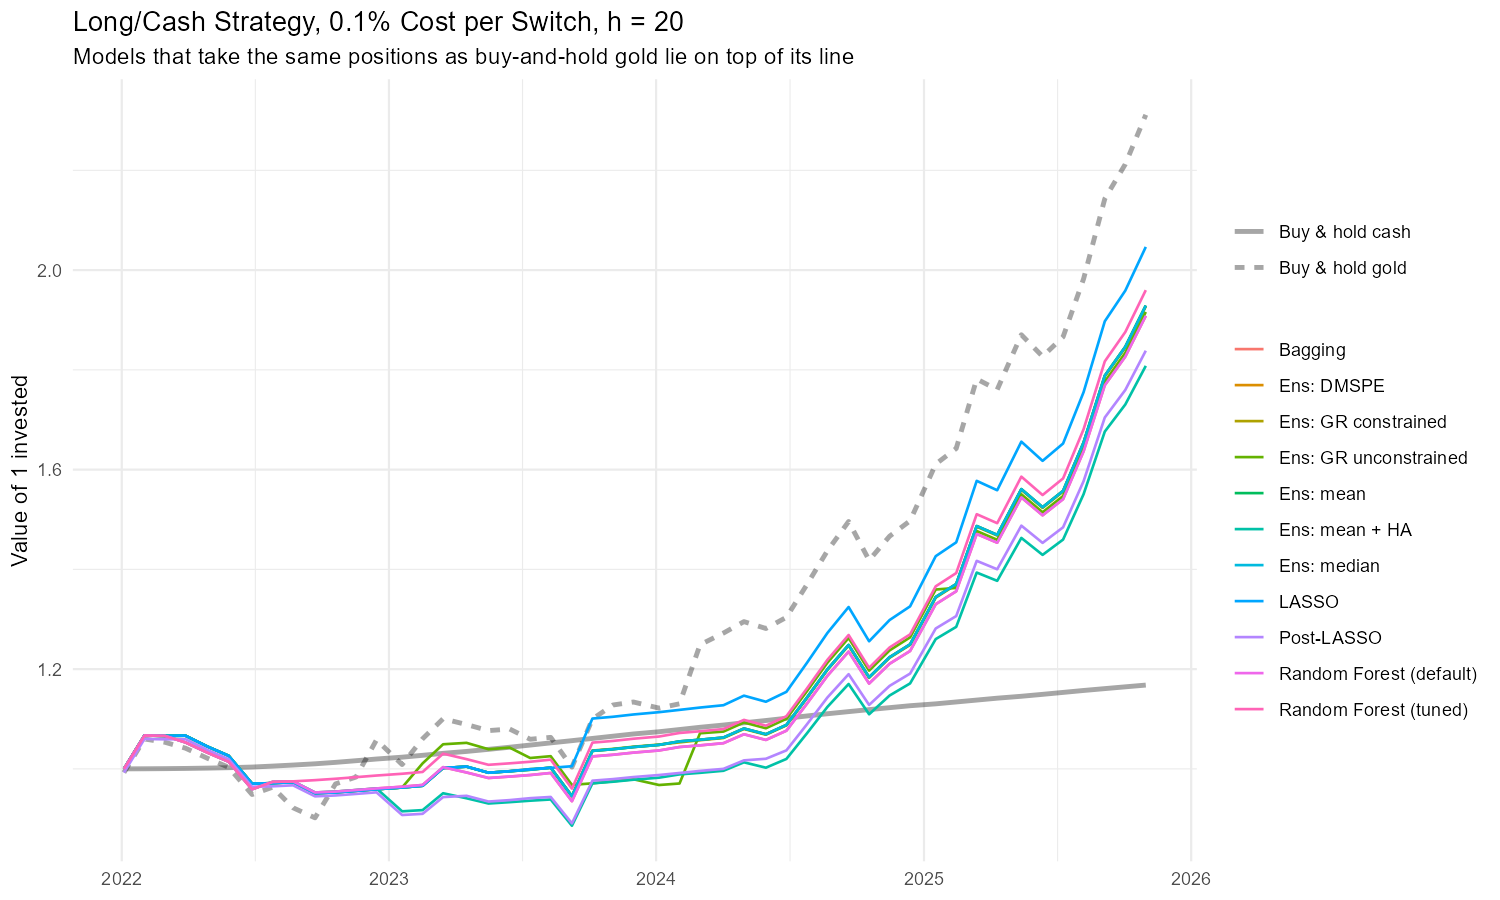 Long/Cash Strategy, 0.1% Cost per Switch, h = 20
Models that take the same positions as buy-and-hold gold lie on top of its line
Value of 1 invested
2.0
1.6
1.2
2022
2023
2024
2025
2026
Buy & hold cash
Buy & hold gold
Bagging
Ens: DMSPE
Ens: GR constrained
Ens: GR unconstrained
Ens: mean
Ens: mean + HA
Ens: median
LASSO
Post-LASSO
Random Forest (default)
Random Forest (tuned)